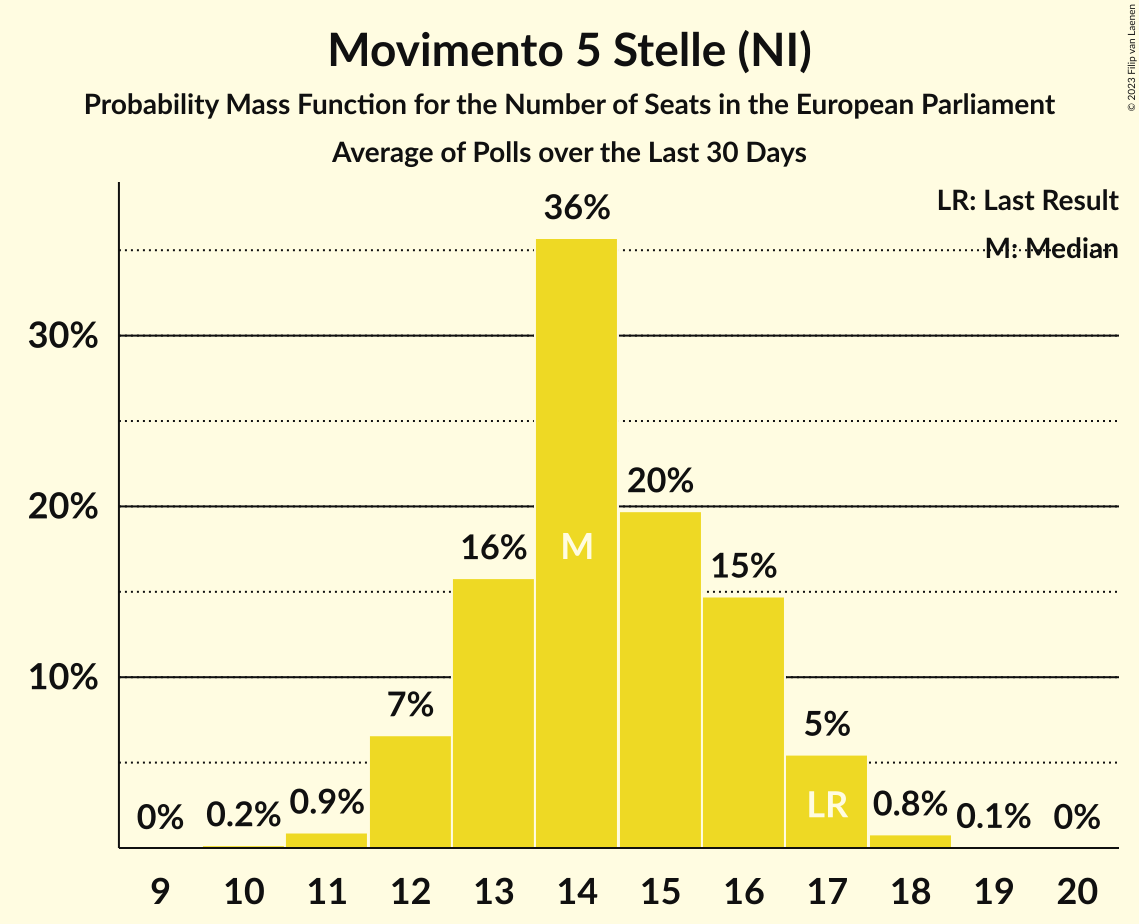 Movimento 5 Stelle (NI)
Probability Mass Function for the Number of Seats in the European Parliament
Average of Polls over the Last 30 Days
© 2023 Filip van Laenen
LR: Last Result
M: Median
36%
30%
20%
20%
16%
M
15%
10%
7%
5%
0%
0.2%
0.9%
LR
0.8%
0.1%
0%
9 10 11 12 13 14 15 16 17 18 19 20